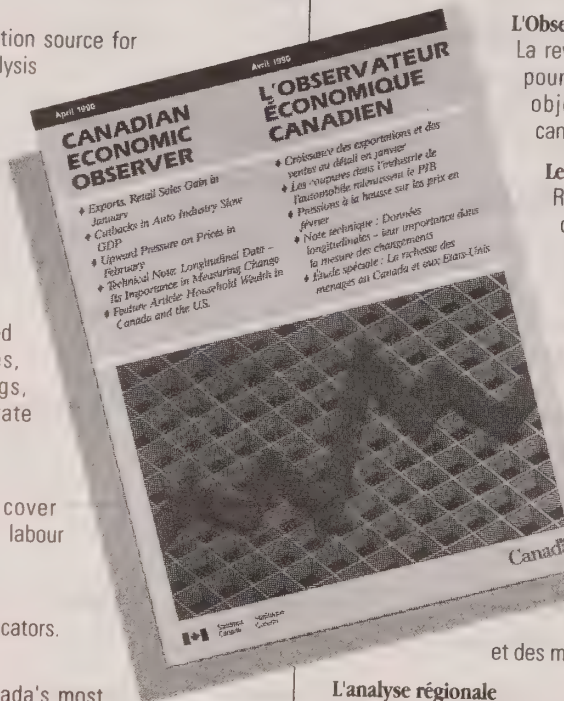 tion source for
lysis
ed
es,
gs,
ate
cover
labour
cators.
ada's most
April 1990
CANADIAN
ECONOMIC
OBSERVER
♦ Exports, Retail Sales Gain in
January
♦ Cutbacks in Auto Industry Slow
GDP
♦ Upward Pressure on Prices in
February
♦ Technical Note: Longitudinal Data –
Its Importance in Measuring Change
♦ Feature Article: Household Wealth in
Canada and the U.S.
Avril 1990
L'OBSERVATEUR
ÉCONOMIQUE
CANADIEN
♦ Croissance des exportations et des
ventes au détail en janvier
♦ Les coupures dans l'industrie de
l'automobile ralentissent le PIB
♦ Pressions à la hausse sur les prix en
février
♦ Note technique : Données
longitudinales – leur importance dans
la mesure des changements
♦ Étude spéciale : La richesse des
ménages au Canada et aux États-Unis
Statistics
Canada
Statistique
Canada
Canada
L'Obse
La rev
pour
obje
can
Le
R
et des m
L'analyse régionale